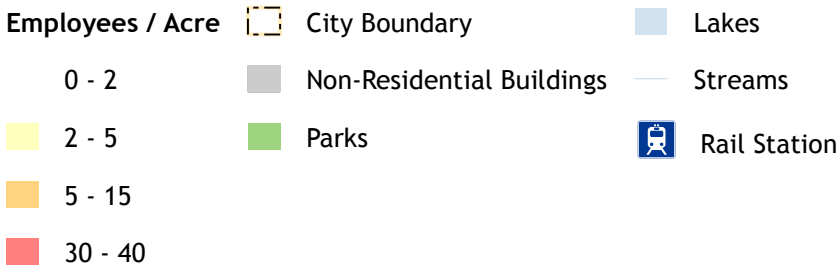 Employees / Acre
0 - 2
2 - 5
5 - 15
30 - 40
City Boundary
Non-Residential Buildings
Parks
Lakes
Streams
Rail Station